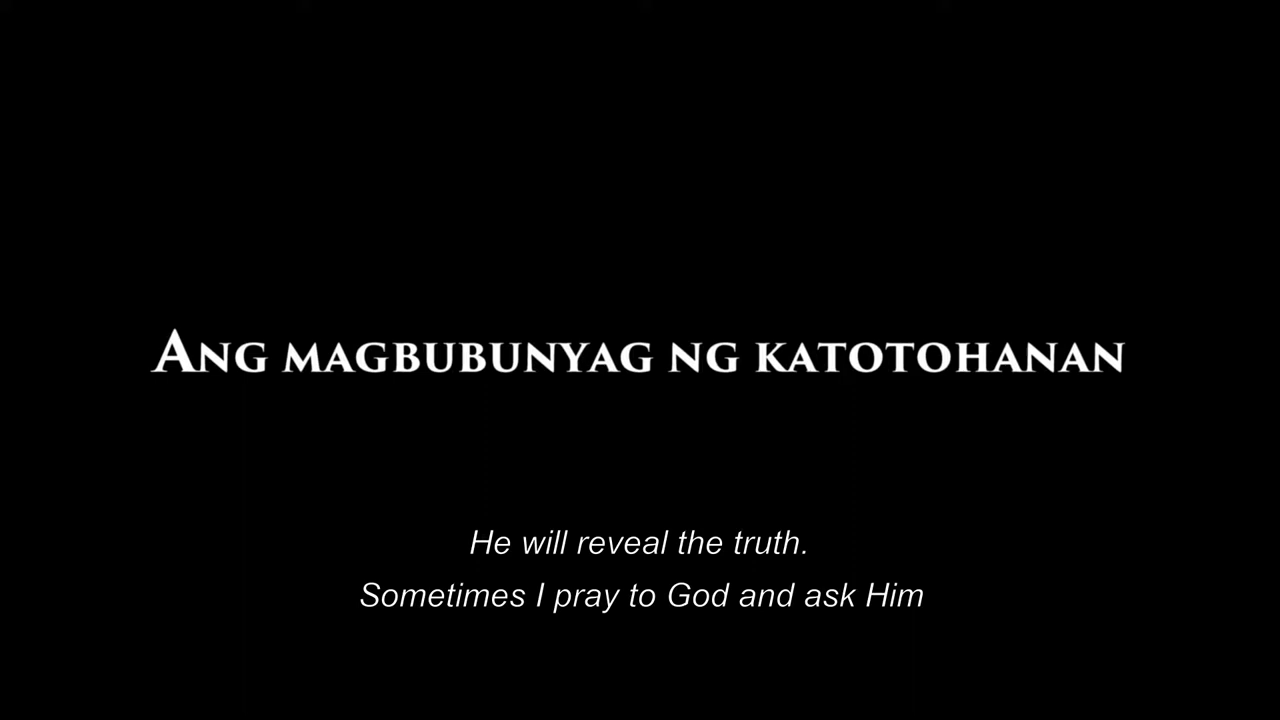 Ang magbubunyag ng katotohanan
He will reveal the truth.
Sometimes I pray to God and ask Him